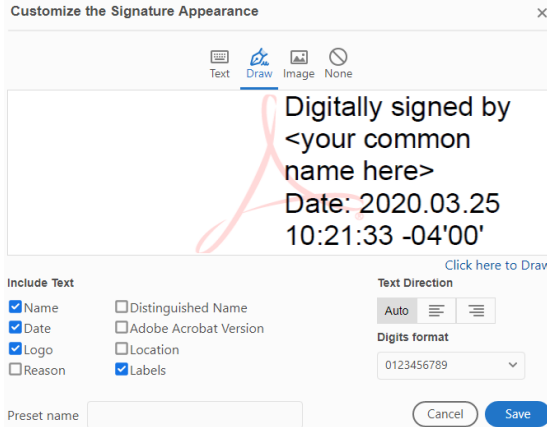 Customize the Signature Appearance
Text Draw Image None
Digitally signed by
<your common
name here>
Date: 2020.03.25
10:21:33 -04'00'
Click here to Draw
Include Text
Name
Date
Logo
Reason
Distinguished Name
Adobe Acrobat Version
Location
Labels
Text Direction
Auto
Digits format
0123456789
Preset name
Cancel Save